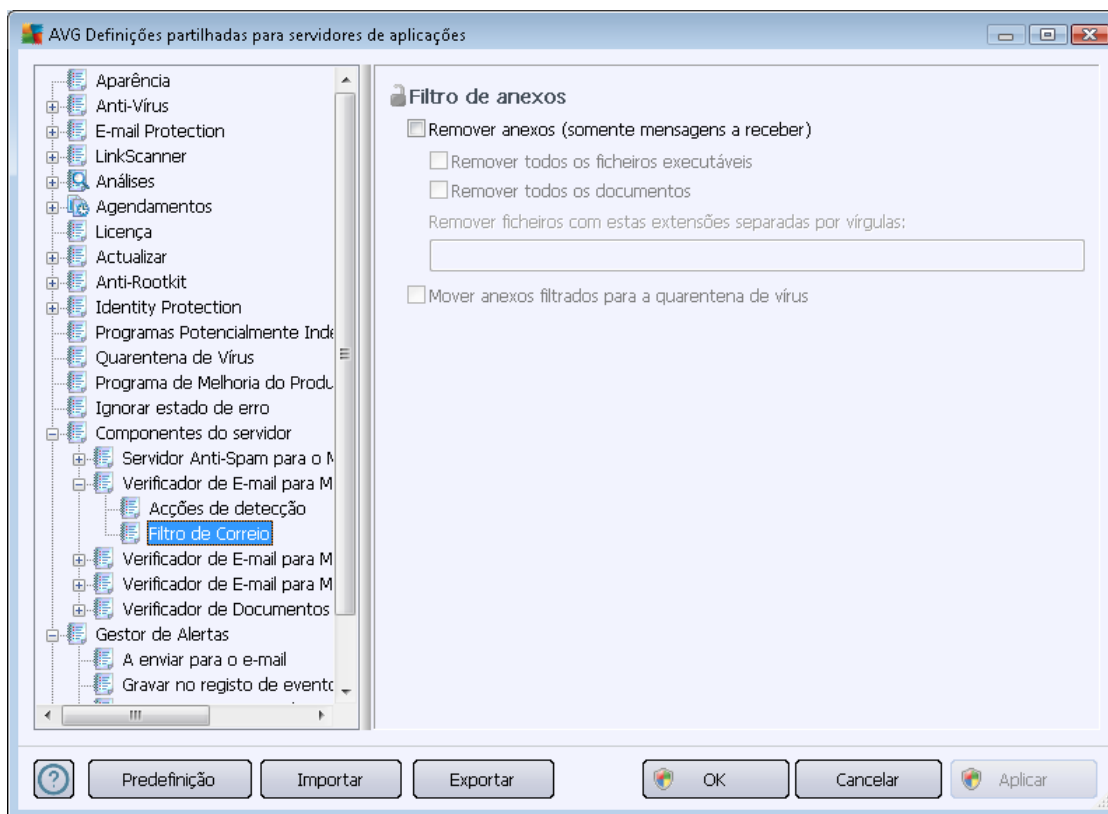 AVG Definições partilhadas para servidores de aplicações
Aparência
Anti-Vírus
E-mail Protection
LinkScanner
Análises
Agendamentos
Licença
Actualizar
Anti-Rootkit
Identity Protection
Programas Potencialmente Inde
Quarentena de Vírus
Programa de Melhoria do Produ
Ignorar estado de erro
Componentes do servidor
Servidor Anti-Spam para o M
Verificador de E-mail para M
Acções de detecção
Filtro de Correio
Verificador de E-mail para M
Verificador de E-mail para M
Verificador de Documentos
Gestor de Alertas
A enviar para o e-mail
Gravar no registo de evento
Filtro de anexos
Remover anexos (somente mensagens a receber)
Remover todos os ficheiros executáveis
Remover todos os documentos
Remover ficheiros com estas extensões separadas por vírgulas:
Mover anexos filtrados para a quarentena de vírus
Predefinição
Importar
Exportar
OK
Cancelar
Aplicar